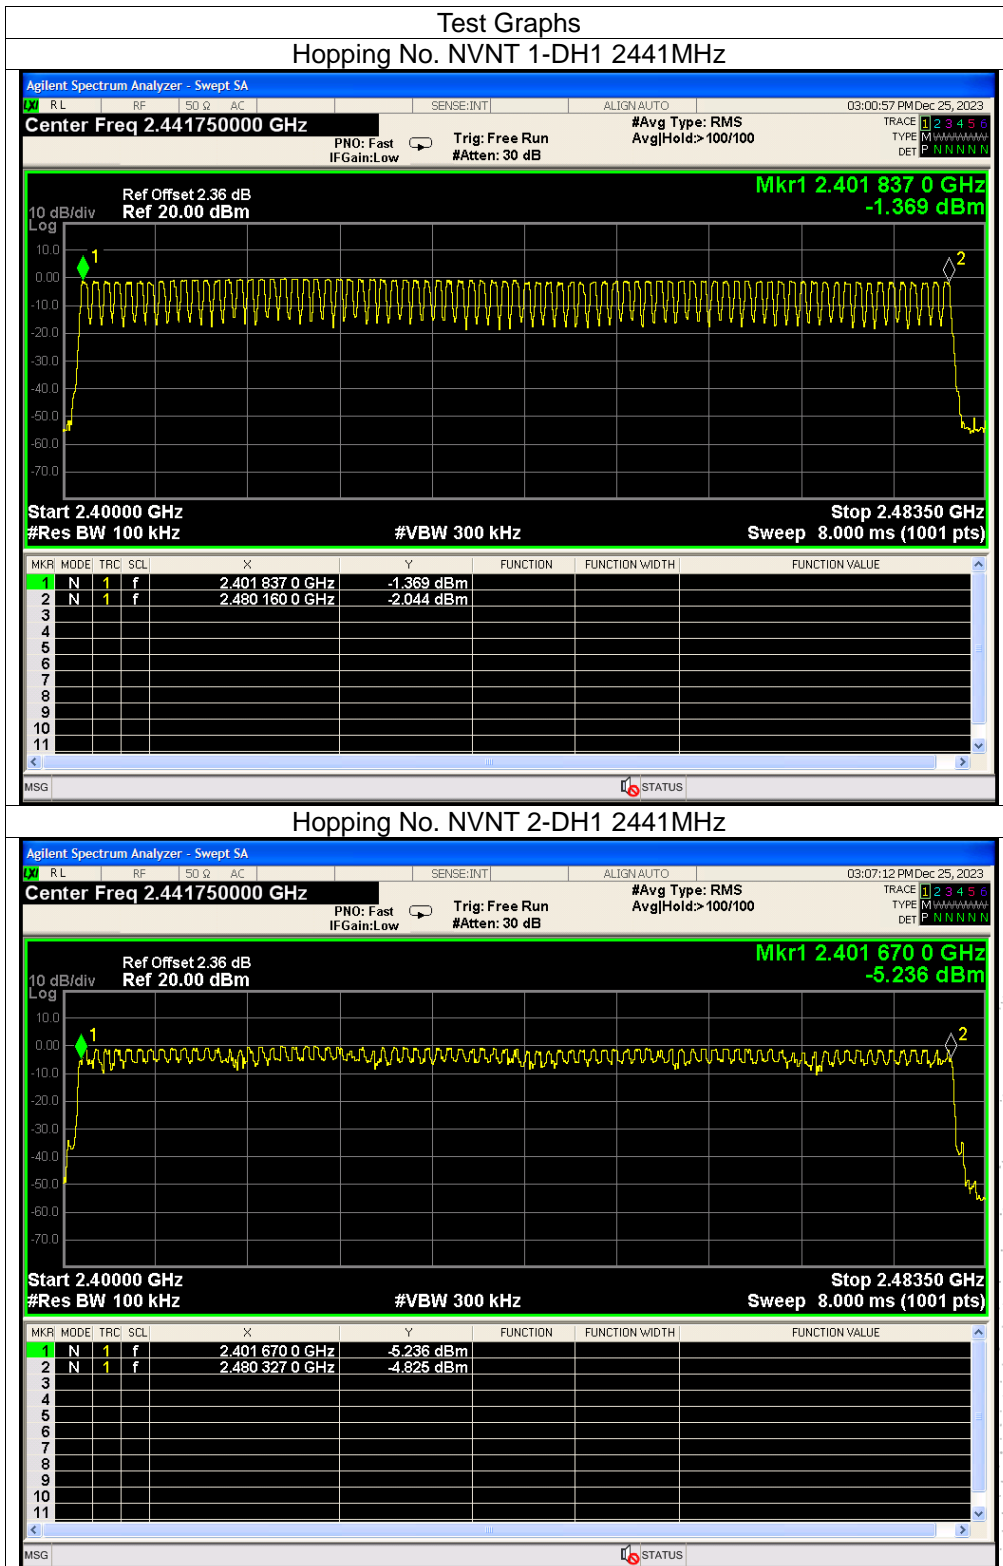 Test Graphs
Hopping No. NVNT 1-DH1 2441MHz
Agilent Spectrum Analyzer - Swept SA
LXI RL RF 50 Ω AC SENSE:INT ALIGN AUTO 03:00:57 PM Dec 25, 2023
Center Freq 2.441750000 GHz #Avg Type: RMS TRACE 1 2 3 4 5 6
PNO: Fast Trig: Free Run Avg|Hold:> 100/100 TYPE M WWWWW
IFGain:Low #Atten: 30 dB DET P N N N N N
Mkr1 2.401 837 0 GHz
Ref Offset 2.36 dB
10 dB/div Ref 20.00 dBm -1.369 dBm
Log
10.0
1
2
0.00
-10.0
-20.0
-30.0
-40.0
-50.0
-60.0
-70.0
Start 2.40000 GHz Stop 2.48350 GHz
#Res BW 100 kHz #VBW 300 kHz Sweep 8.000 ms (1001 pts)
MKR MODE TRC SCL X Y FUNCTION FUNCTION WIDTH FUNCTION VALUE
1 N 1 f 2.401 837 0 GHz -1.369 dBm
2 N 1 f 2.480 160 0 GHz -2.044 dBm
3
4
5
6
7
8
9
10
11
MSG STATUS
Hopping No. NVNT 2-DH1 2441MHz
Agilent Spectrum Analyzer - Swept SA
LXI RL RF 50 Ω AC SENSE:INT ALIGN AUTO 03:07:12 PM Dec 25, 2023
Center Freq 2.441750000 GHz #Avg Type: RMS TRACE 1 2 3 4 5 6
PNO: Fast Trig: Free Run Avg|Hold:> 100/100 TYPE M WWWWW
IFGain:Low #Atten: 30 dB DET P N N N N N
Mkr1 2.401 670 0 GHz
Ref Offset 2.36 dB
10 dB/div Ref 20.00 dBm -5.236 dBm
Log
10.0
1
2
0.00
-10.0
-20.0
-30.0
-40.0
-50.0
-60.0
-70.0
Start 2.40000 GHz Stop 2.48350 GHz
#Res BW 100 kHz #VBW 300 kHz Sweep 8.000 ms (1001 pts)
MKR MODE TRC SCL X Y FUNCTION FUNCTION WIDTH FUNCTION VALUE
1 N 1 f 2.401 670 0 GHz -5.236 dBm
2 N 1 f 2.480 327 0 GHz -4.825 dBm
3
4
5
6
7
8
9
10
11
MSG STATUS